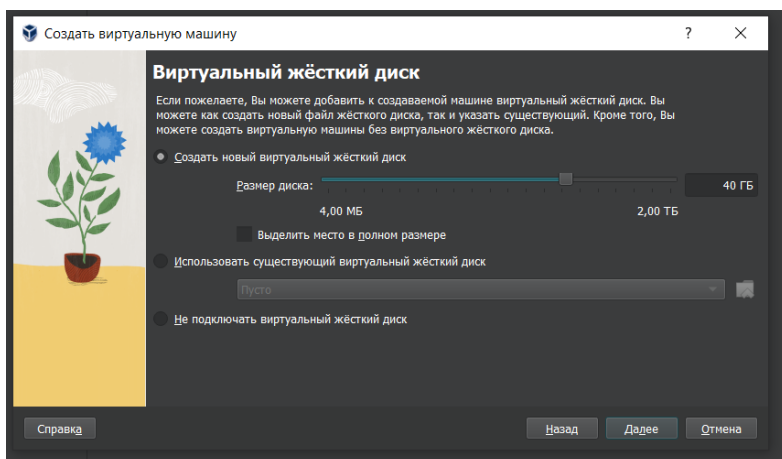 Создать виртуальную машину
?
Виртуальный жёсткий диск
Если пожелаете, Вы можете добавить к создаваемой машине виртуальный жёсткий диск. Вы
можете как создать новый файл жёсткого диска, так и указать существующий. Кроме того, Вы
можете создать виртуальную машины без виртуального жёсткого диска.
Создать новый виртуальный жёсткий диск
Размер диска: 40 ГБ
4,00 МБ 2,00 ТБ
Выделить место в полном размере
Использовать существующий виртуальный жёсткий диск
Пусто
Не подключать виртуальный жёсткий диск
Справка Назад Далее Отмена